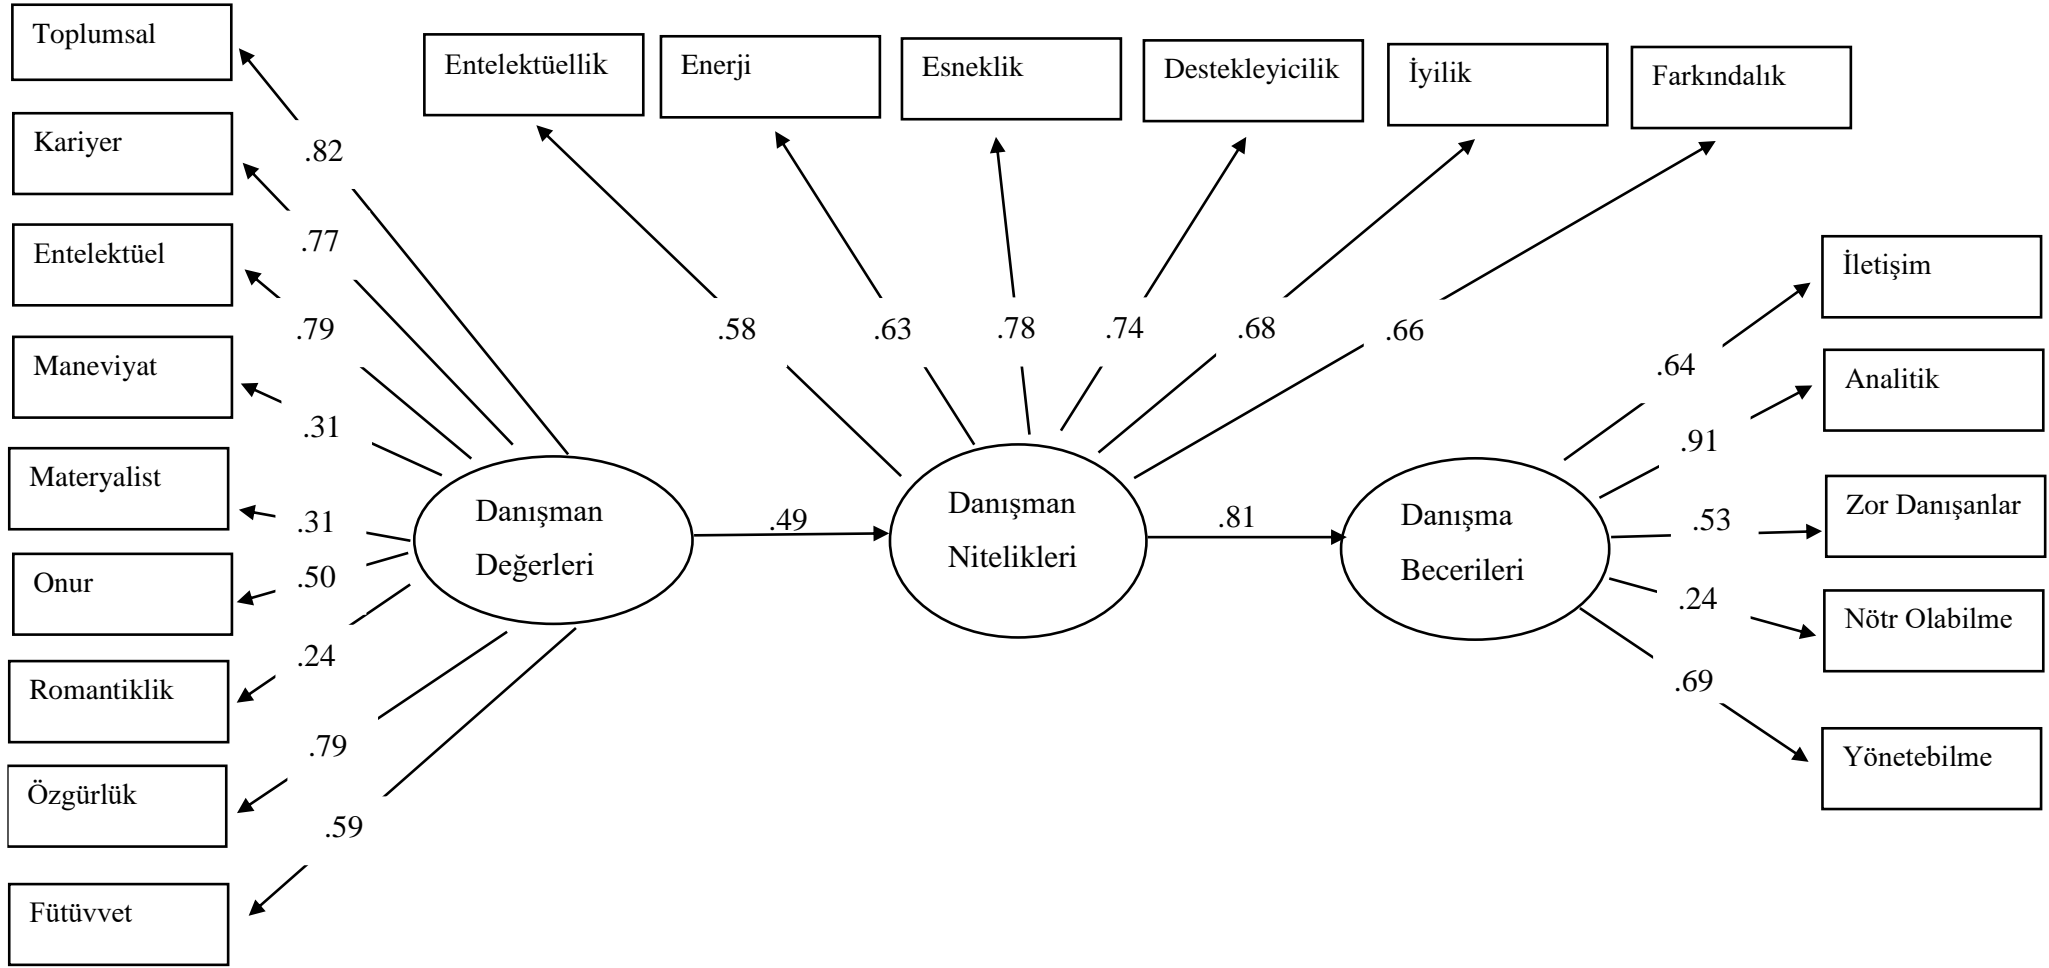 Toplumsal
Kariyer
Entelektüel
Maneviyat
Materyalist
Onur
Romantiklik
Özgürlük
Fütüvvet
.82
.77
.79
.31
.31
.50
.24
.79
.59
Danışman
Değerleri
.49
Entelektüellik
Enerji
Esneklik
Destekleyicilik
İyilik
Farkındalık
.58
.63
.78
.74
.68
.66
Danışman
Nitelikleri
.81
Danışma
Becerileri
.64
.91
.53
.24
.69
İletişim
Analitik
Zor Danışanlar
Nötr Olabilme
Yönetebilme